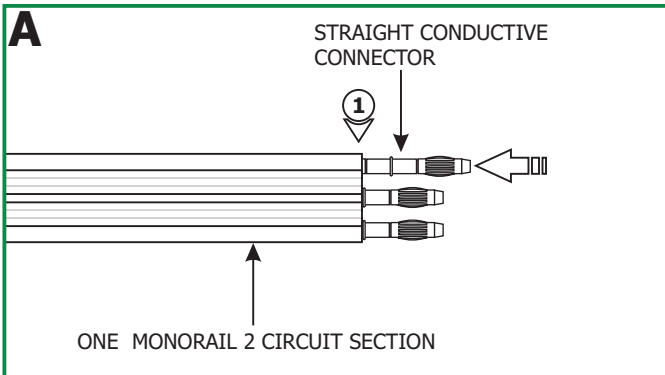 A
STRAIGHT CONDUCTIVE
CONNECTOR
1
ONE MONORAIL 2 CIRCUIT SECTION